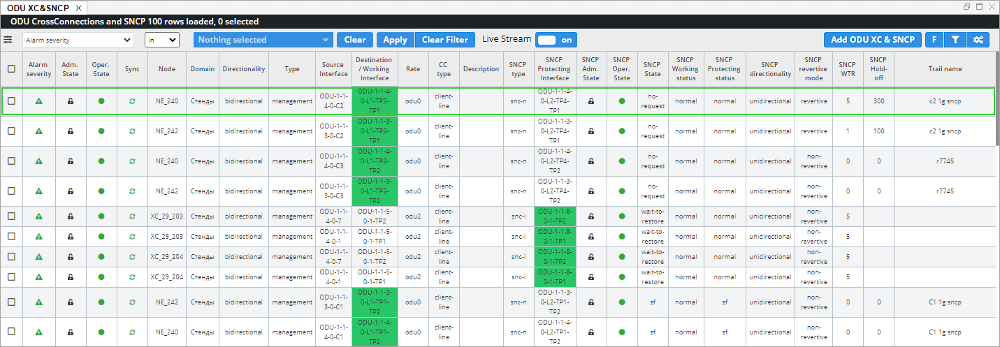 ODU XC&SNCP ×
ODU CrossConnections and SNCP 100 rows loaded, 0 selected
Alarm severity in Nothing selected Clear Apply Clear Filter Live Stream on Add ODU XC & SNCP F
Alarm severity Adm. State Oper. State Sync Node Domain Directionality Type Source Interface Destination / Working Interface Rate CC type Description SNCP type SNCP Protecting Interface SNCP Adm. State SNCP Oper. State SNCP State SNCP Working status SNCP Protecting status SNCP directionality SNCP revertive mode SNCP WTR SNCP Hold-off Trail name
NE_240 Стенды bidirectional management ODU-1-1-4-0-C2 ODU-1-1-4-0-L1-TP2-TP1 odu0 client-line snc-n ODU-1-1-4-0-L2-TP4-TP1 no-request normal normal unidirectional revertive 5 300 c2 1g sncp
NE_242 Стенды bidirectional management ODU-1-1-3-0-C2 ODU-1-1-3-0-L1-TP2-TP1 odu0 client-line snc-n ODU-1-1-3-0-L2-TP4-TP1 no-request normal normal unidirectional revertive 1 100 c2 1g sncp
NE_240 Стенды bidirectional management ODU-1-1-4-0-C3 ODU-1-1-4-0-L1-TP2-TP2 odu0 client-line snc-n ODU-1-1-4-0-L2-TP4-TP2 no-request normal normal unidirectional non-revertive 0 0 r7745
NE_242 Стенды bidirectional management ODU-1-1-3-0-C3 ODU-1-1-3-0-L1-TP2-TP2 odu0 client-line snc-n ODU-1-1-3-0-L2-TP4-TP2 no-request normal normal unidirectional non-revertive 0 0 r7745
XC_29_203 Стенды bidirectional management ODU-1-1-4-0-7 ODU-1-1-5-0-1-TP2 odu2 client-line snc-i ODU-1-1-8-0-1-TP2 wait-to-restore normal normal unidirectional non-revertive 5
XC_29_203 Стенды bidirectional management ODU-1-1-4-0-1 ODU-1-1-5-0-1-TP1 odu2 client-line snc-i ODU-1-1-8-0-1-TP1 wait-to-restore normal normal unidirectional non-revertive 5
XC_29_204 Стенды bidirectional management ODU-1-1-4-0-7 ODU-1-1-5-0-1-TP2 odu2 client-line snc-i ODU-1-1-8-0-1-TP2 wait-to-restore normal normal unidirectional non-revertive 5
XC_29_204 Стенды bidirectional management ODU-1-1-4-0-1 ODU-1-1-5-0-1-TP1 odu2 client-line snc-i ODU-1-1-8-0-1-TP1 wait-to-restore normal normal unidirectional non-revertive 5
NE_242 Стенды bidirectional management ODU-1-1-3-0-C1 ODU-1-1-3-0-L1-TP1-TP2 odu0 client-line snc-n ODU-1-1-3-0-L2-TP1-TP2 sf normal sf unidirectional non-revertive 0 0 C1 1g sncp
NE_240 Стенды bidirectional management ODU-1-1-4-0-C1 ODU-1-1-4-0-L1-TP1-TP2 odu0 client-line snc-n ODU-1-1-4-0-L2-TP1-TP2 sf normal sf unidirectional non-revertive 0 0 C1 1g sncp